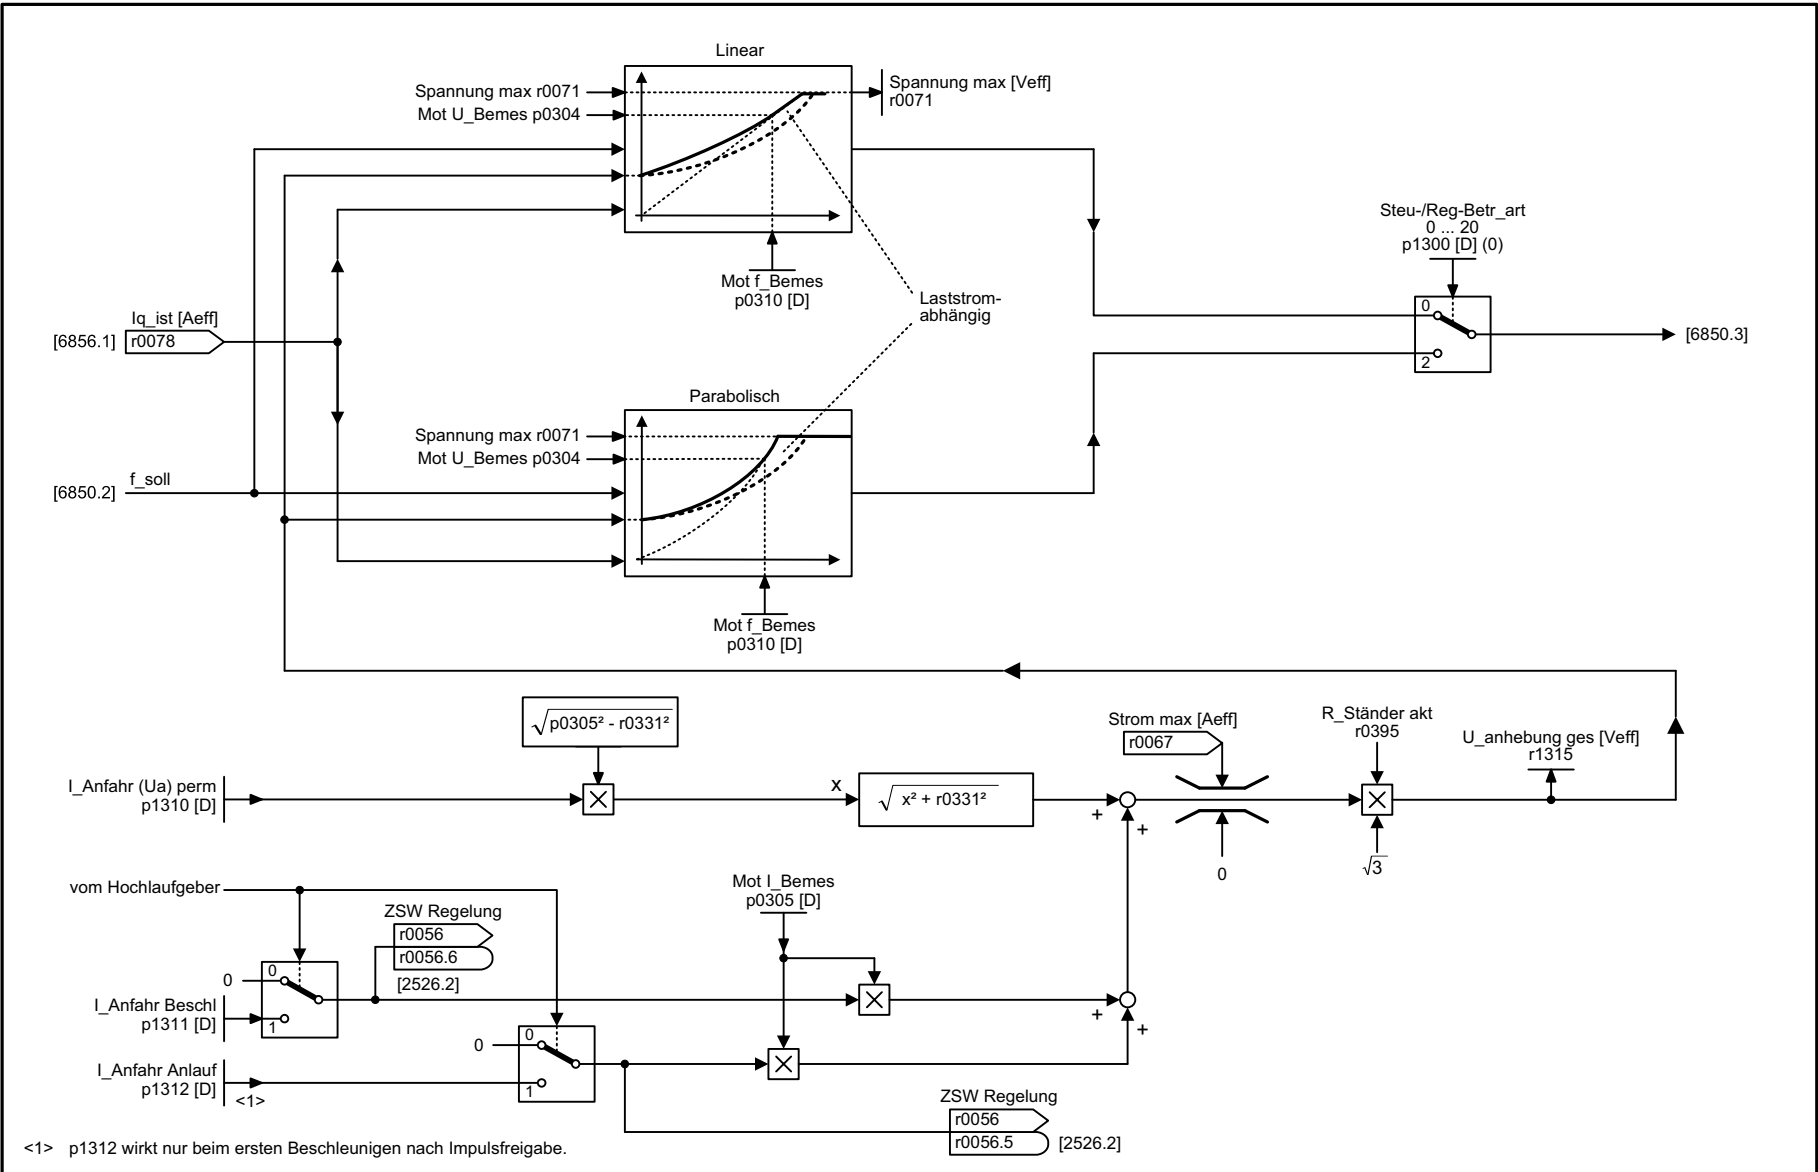 Linear
Spannung max r0071
Mot U_Bemes p0304
Spannung max [Veff]
r0071
Mot f_Bemes
p0310 [D]
Steu-/Reg-Betr_art
0 ... 20
p1300 [D] (0)
0
2
[6850.3]
Laststrom-
abhängig
Iq_ist [Aeff]
[6856.1]
r0078
Parabolisch
Spannung max r0071
Mot U_Bemes p0304
f_soll
[6850.2]
Mot f_Bemes
p0310 [D]
√p0305² - r0331²
I_Anfahr (Ua) perm
p1310 [D]
x
√x² + r0331²
+
+
Strom max [Aeff]
r0067
0
R_Ständer akt
r0395
√3
U_anhebung ges [Veff]
r1315
vom Hochlaufgeber
ZSW Regelung
r0056
r0056.6
[2526.2]
Mot I_Bemes
p0305 [D]
0
0
1
I_Anfahr Beschl
p1311 [D]
+
+
0
0
1
I_Anfahr Anlauf
p1312 [D]
<1>
ZSW Regelung
r0056
r0056.5
[2526.2]
<1> p1312 wirkt nur beim ersten Beschleunigen nach Impulsfreigabe.